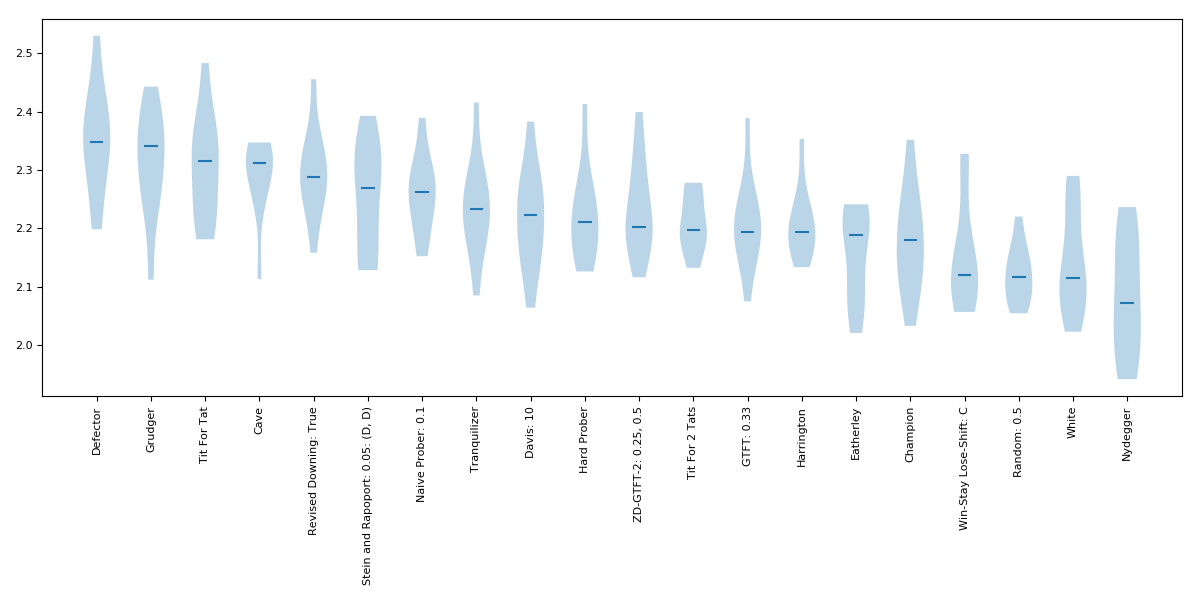 2.5
2.4
2.3
2.2
2.1
2.0
Defector
Grudger
Tit For Tat
Cave
Revised Downing: True
Stein and Rapoport: 0.05: (D, D)
Naive Prober: 0.1
Tranquilizer
Davis: 10
Hard Prober
ZD-GTFT-2: 0.25, 0.5
Tit For 2 Tats
GTFT: 0.33
Harrington
Eatherley
Champion
Win-Stay Lose-Shift: C
Random: 0.5
White
Nydegger